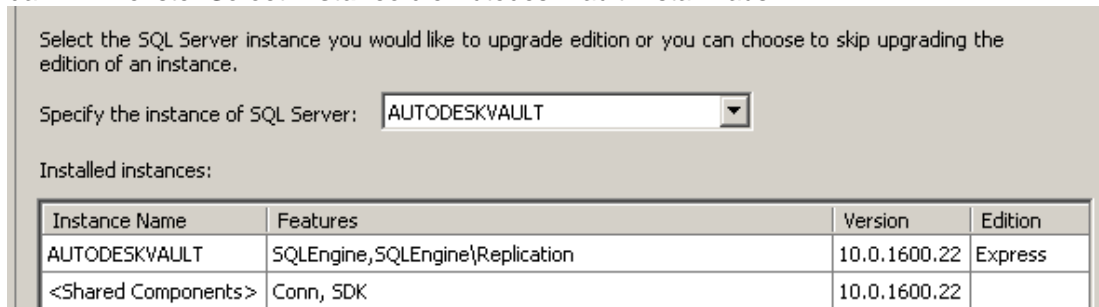 Select the SQL Server instance you would like to upgrade edition or you can choose to skip upgrading the
edition of an instance.
Specify the instance of SQL Server: AUTODESKVAULT
Installed instances:
Instance Name Features Version Edition
AUTODESKVAULT SQLEngine,SQLEngine\Replication 10.0.1600.22 Express
<Shared Components> Conn, SDK 10.0.1600.22